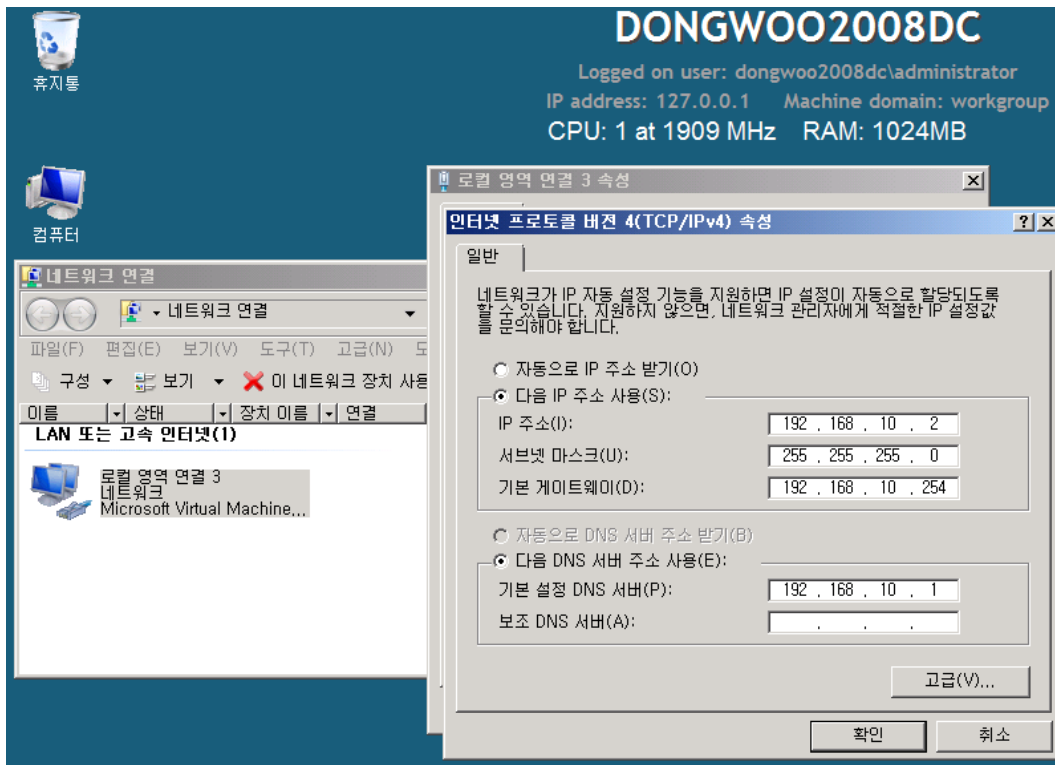 휴지통
DONGWOO2008DC
Logged on user: dongwoo2008dc\administrator
IP address: 127.0.0.1 Machine domain: workgroup
CPU: 1 at 1909 MHz RAM: 1024MB
컴퓨터
로컬 영역 연결 3 속성
인터넷 프로토콜 버전 4(TCP/IPv4) 속성
일반
네트워크가 IP 자동 설정 기능을 지원하면 IP 설정이 자동으로 할당되도록
할 수 있습니다. 지원하지 않으면, 네트워크 관리자에게 적절한 IP 설정값
을 문의해야 합니다.
자동으로 IP 주소 받기(O)
다음 IP 주소 사용(S):
IP 주소(I): 192 . 168 . 10 . 2
서브넷 마스크(U): 255 . 255 . 255 . 0
기본 게이트웨이(D): 192 . 168 . 10 . 254
자동으로 DNS 서버 주소 받기(B)
다음 DNS 서버 주소 사용(E):
기본 설정 DNS 서버(P): 192 . 168 . 10 . 1
보조 DNS 서버(A): . . .
고급(V)...
확인 취소
네트워크 연결
네트워크 연결
파일(F) 편집(E) 보기(V) 도구(T) 고급(N)
구성 보기 이 네트워크 장치 사용
이름 상태 장치 이름 연결
LAN 또는 고속 인터넷(1)
로컬 영역 연결 3
네트워크
Microsoft Virtual Machine...